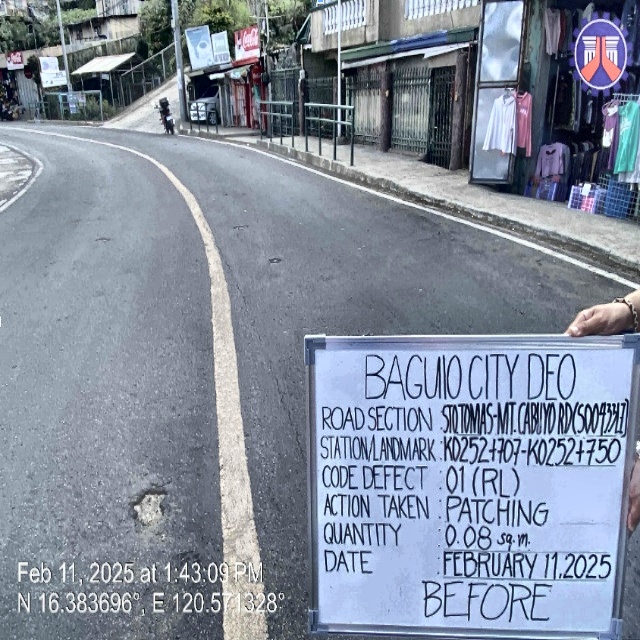 Coca-Cola
BAGUIO CITY DEO
ROAD SECTION STO TOMAS-MT. CABUYO RD
STATION/LANDMARK K0252+707-K0252+750
CODE DEFECT : 01 (RL)
ACTION TAKEN : PATCHING
QUANTITY : 0.08 sq.m.
DATE : FEBRUARY 11.2025
BEFORE
Feb 11, 2025 at 1:43:09 PM
N 16.383696°, E 120.571328°